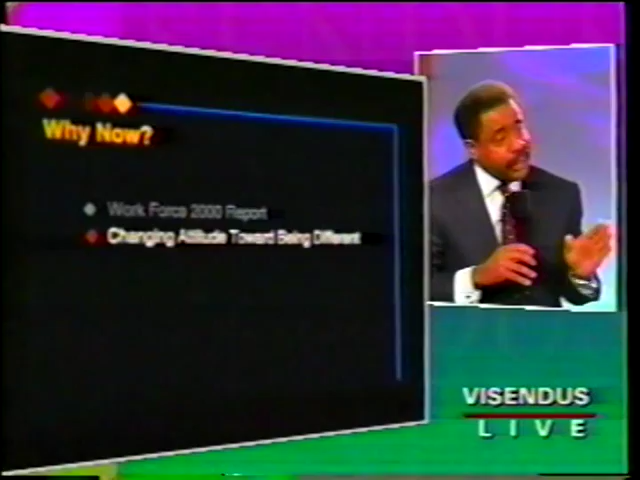 Why Now?
Work Force 2000 Report
Changing Attitude Toward Being Different
VISENDUS
LIVE